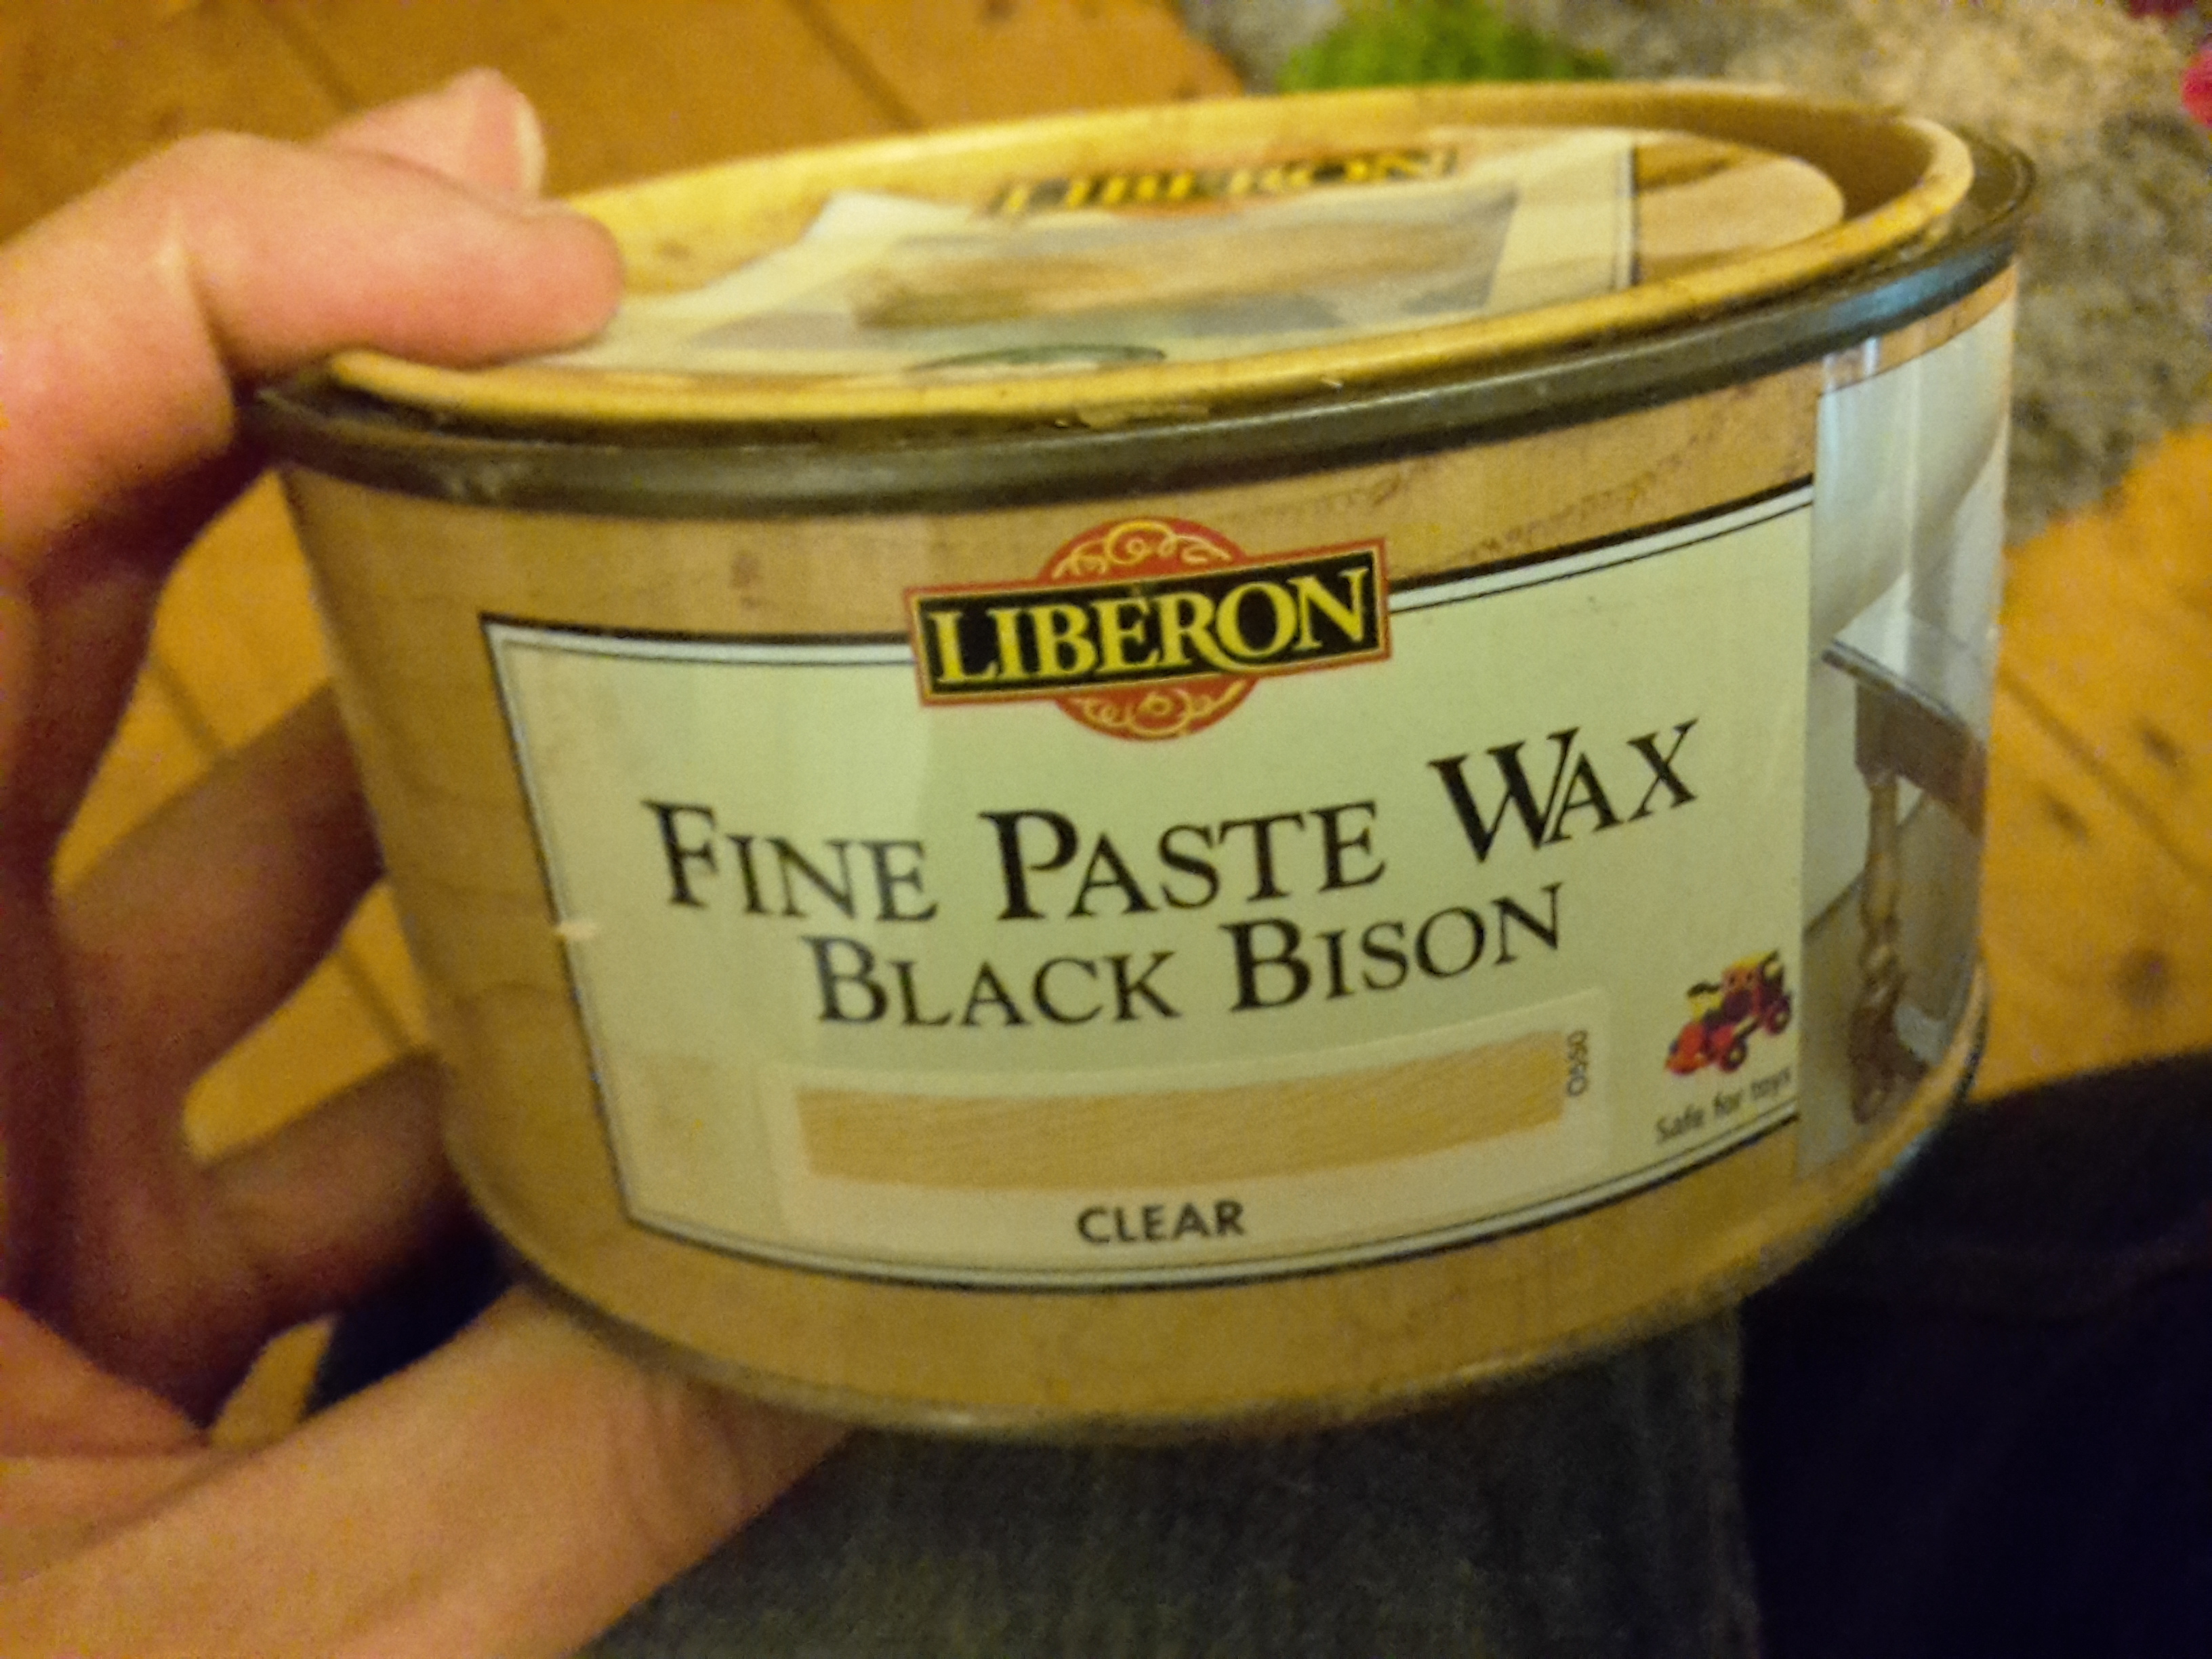 LIBERON
LIBERON
FINE PASTE WAX
BLACK BISON
0550
CLEAR
Safe for toys